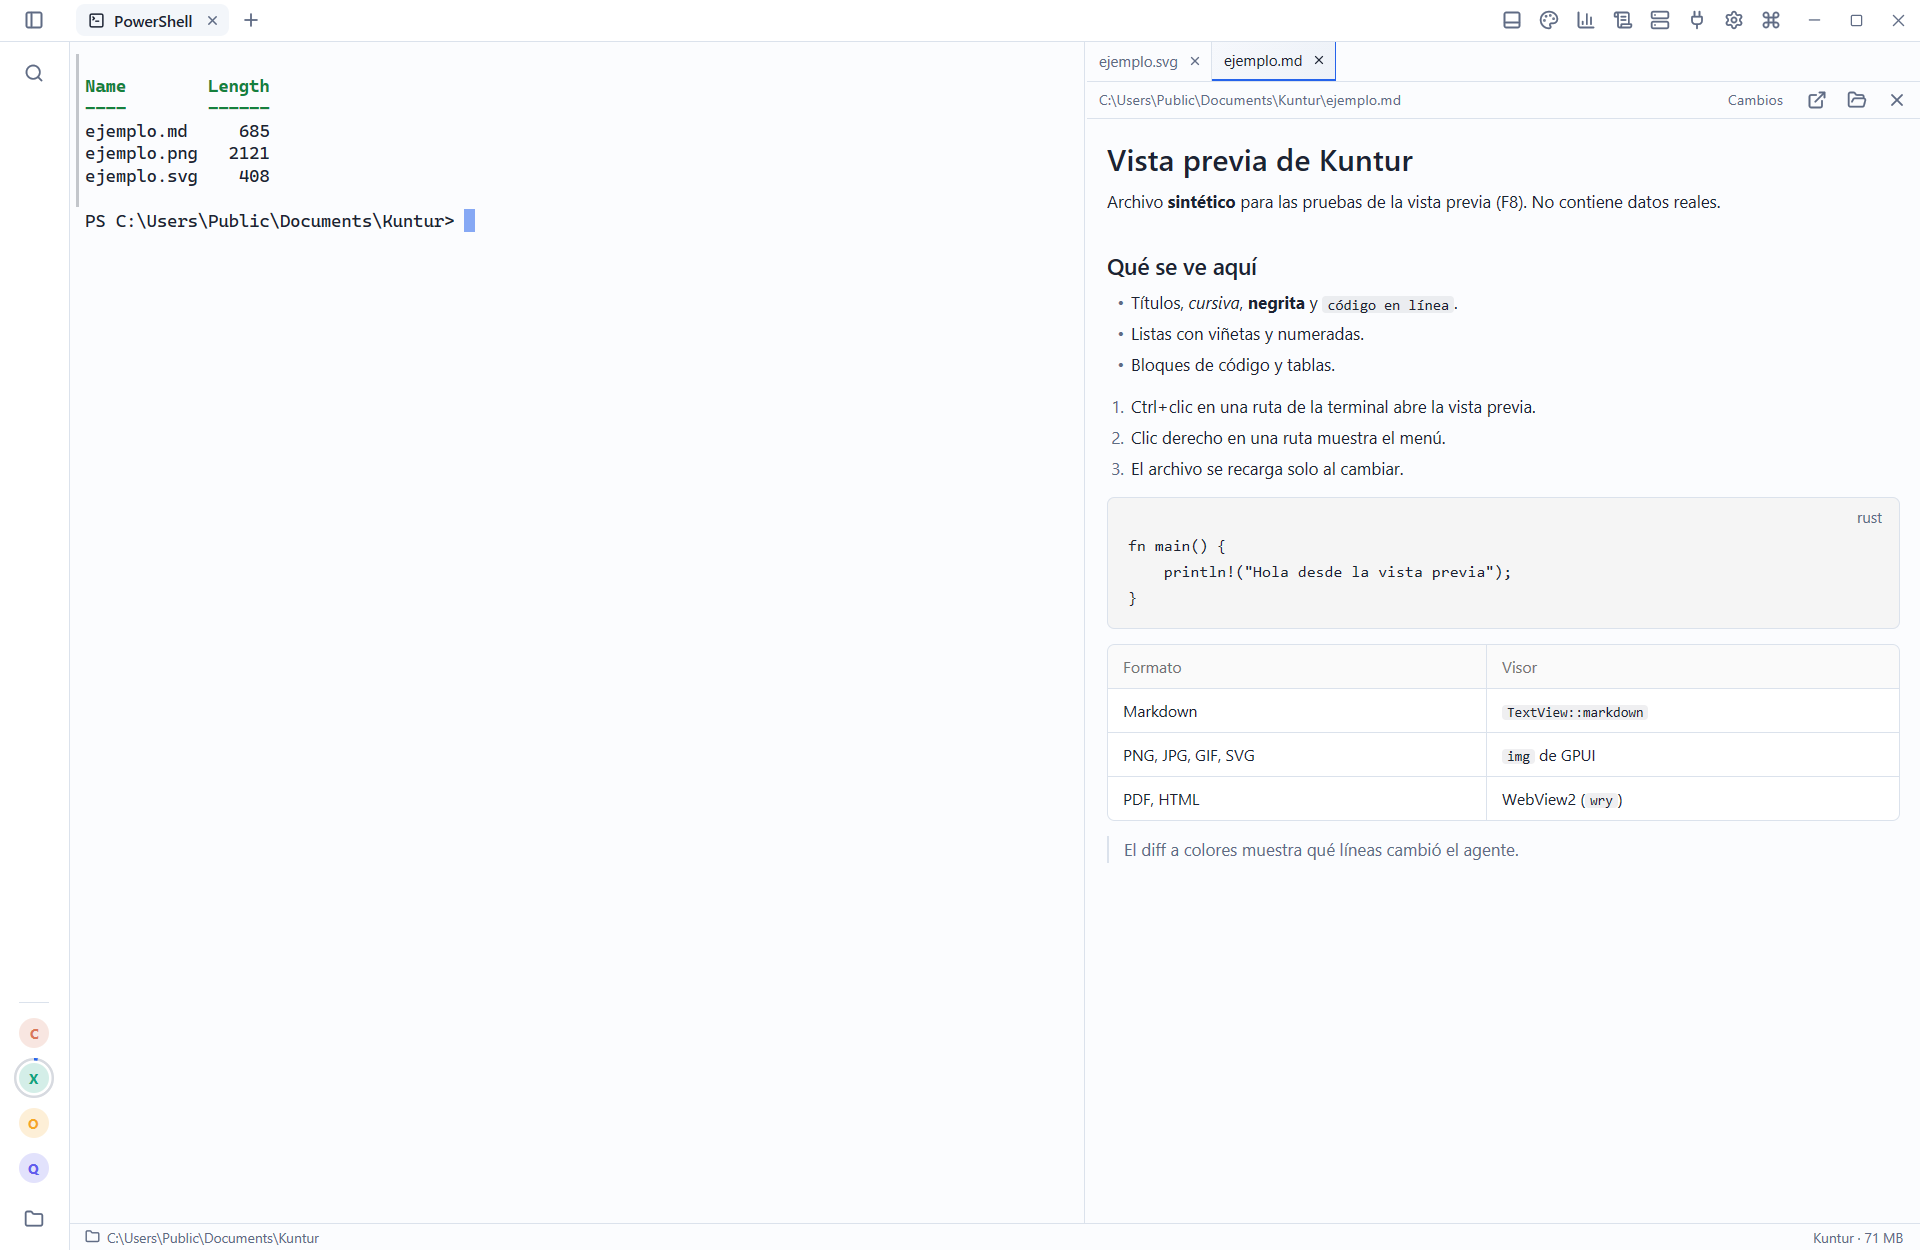 PowerShell
Name Length
---- ------
ejemplo.md 685
ejemplo.png 2121
ejemplo.svg 408
PS C:\Users\Public\Documents\Kuntur>
ejemplo.svg ejemplo.md
C:\Users\Public\Documents\Kuntur\ejemplo.md Cambios
Vista previa de Kuntur
Archivo sintético para las pruebas de la vista previa (F8). No contiene datos reales.
Qué se ve aquí
• Títulos, cursiva, negrita y código en línea.
• Listas con viñetas y numeradas.
• Bloques de código y tablas.
1. Ctrl+clic en una ruta de la terminal abre la vista previa.
2. Clic derecho en una ruta muestra el menú.
3. El archivo se recarga solo al cambiar.
rust
fn main() {
    println!("Hola desde la vista previa");
}
Formato Visor
Markdown TextView::markdown
PNG, JPG, GIF, SVG img de GPUI
PDF, HTML WebView2 (wry)
El diff a colores muestra qué líneas cambió el agente.
C
X
O
Q
C:\Users\Public\Documents\Kuntur
Kuntur · 71 MB